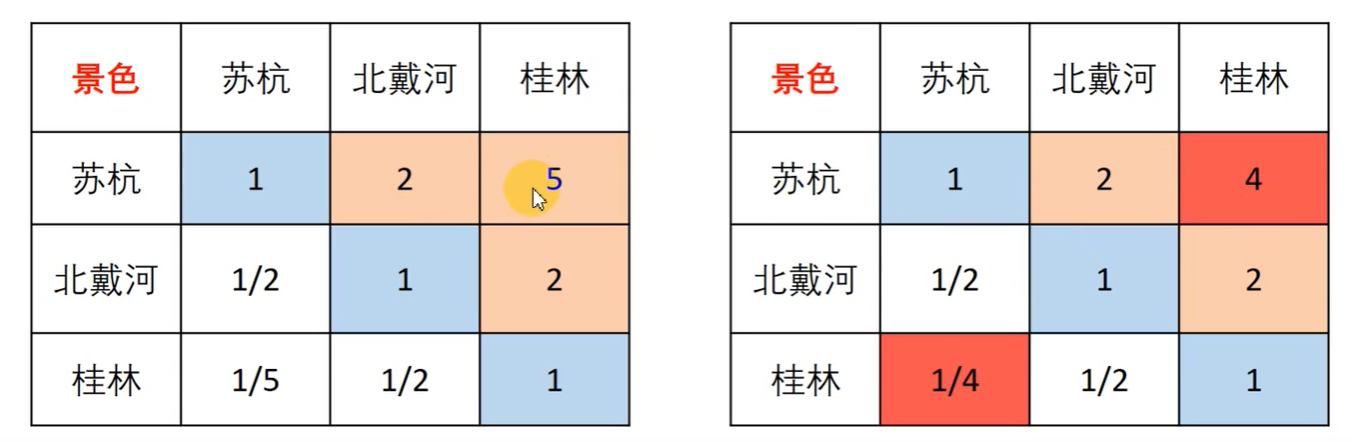 景色 苏杭 北戴河 桂林
苏杭 1 2 5
北戴河 1/2 1 2
桂林 1/5 1/2 1
景色 苏杭 北戴河 桂林
苏杭 1 2 4
北戴河 1/2 1 2
桂林 1/4 1/2 1